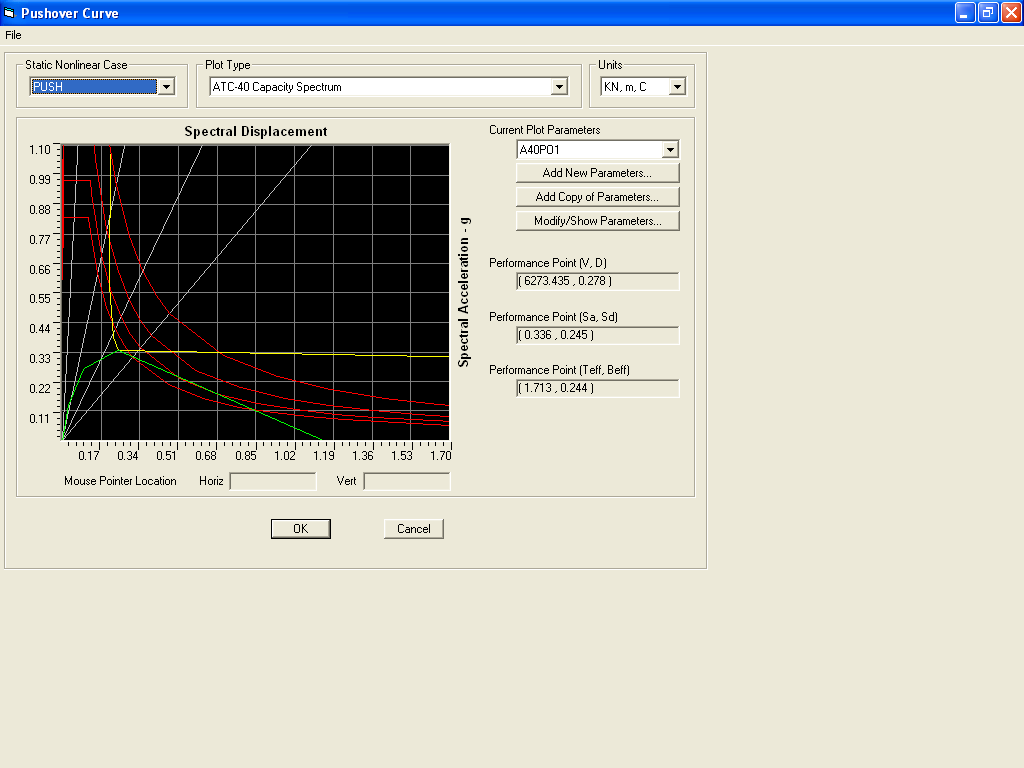 Pushover Curve
File
Static Nonlinear Case
PUSH
Plot Type
ATC-40 Capacity Spectrum
Units
KN, m, C
Spectral Displacement
1.10
0.99
0.88
0.77
0.66
0.55
0.44
0.33
0.22
0.11
0.17 0.34 0.51 0.68 0.85 1.02 1.19 1.36 1.53 1.70
Spectral Acceleration - g
Mouse Pointer Location Horiz Vert
Current Plot Parameters
A40PO1
Add New Parameters...
Add Copy of Parameters...
Modify/Show Parameters...
Performance Point (V, D)
( 6273.435 , 0.278 )
Performance Point (Sa, Sd)
( 0.336 , 0.245 )
Performance Point (Teff, Beff)
( 1.713 , 0.244 )
OK Cancel